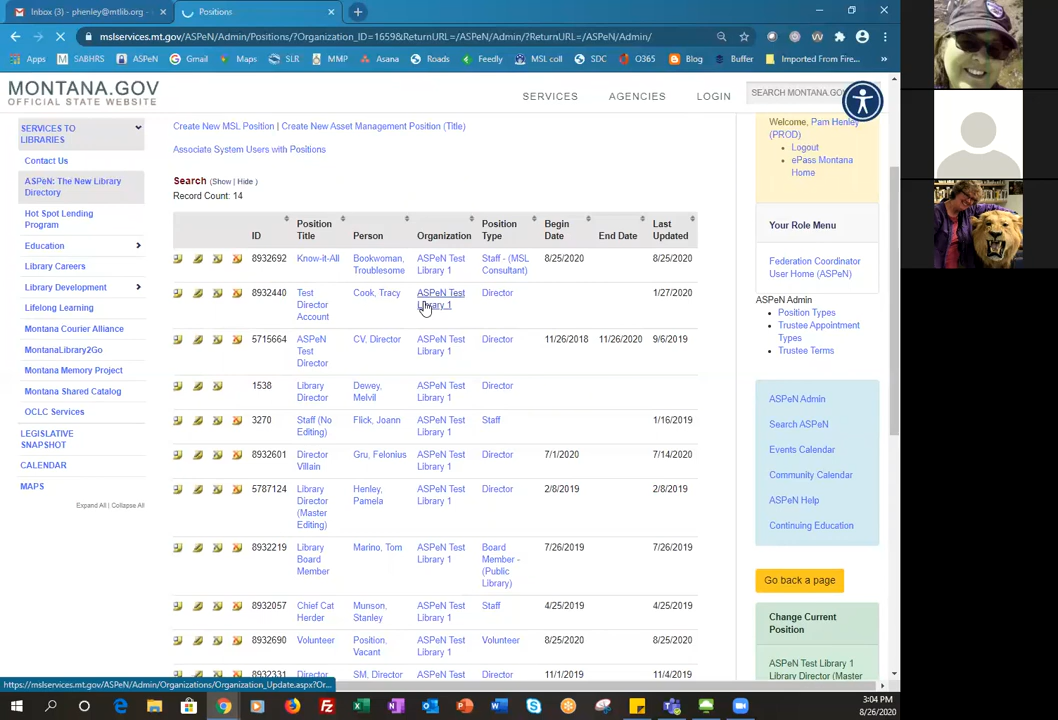 Inbox (3) - phenley@mtlib.org -
Positions
mslservices.mt.gov/ASPeN/Admin/Positions/?Organization_ID=1659&ReturnURL=/ASPeN/Admin/?ReturnURL=/ASPeN/Admin/
Apps SABHRS ASPeN Gmail Maps SLR MMP Asana Roads Feedly MSL coll SDC O365 Blog Buffer Imported From Fire...
MONTANA.GOV
OFFICIAL STATE WEBSITE
SERVICES AGENCIES LOGIN
SEARCH MONTANA.GO
SERVICES TO
LIBRARIES
Contact Us
ASPeN: The New Library
Directory
Hot Spot Lending
Program
Education
Library Careers
Library Development
Lifelong Learning
Montana Courier Alliance
MontanaLibrary2Go
Montana Memory Project
Montana Shared Catalog
OCLC Services
LEGISLATIVE
SNAPSHOT
CALENDAR
MAPS
Expand All | Collapse All
Create New MSL Position | Create New Asset Management Position (Title)
Associate System Users with Positions
Search (Show | Hide )
Record Count: 14
ID Position Title Person Organization Position Type Begin Date End Date Last Updated
8932692 Know-it-All Bookwoman, Troublesome ASPeN Test Library 1 Staff - (MSL Consultant) 8/25/2020 8/25/2020
8932440 Test Director Account Cook, Tracy ASPeN Test Library 1 Director 1/27/2020
5715664 ASPeN Test Director CV, Director ASPeN Test Library 1 Director 11/26/2018 11/26/2020 9/6/2019
1538 Library Director Dewey, Melvil ASPeN Test Library 1 Director
3270 Staff (No Editing) Flick, Joann ASPeN Test Library 1 Staff 1/16/2019
8932601 Director Villain Gru, Felonius ASPeN Test Library 1 Director 7/1/2020 7/14/2020
5787124 Library Director (Master Editing) Henley, Pamela ASPeN Test Library 1 Director 2/8/2019 2/8/2019
8932219 Library Board Member Marino, Tom ASPeN Test Library 1 Board Member - (Public Library) 7/26/2019 7/26/2019
8932057 Chief Cat Herder Munson, Stanley ASPeN Test Library 1 Staff 4/25/2019 4/25/2019
8932690 Volunteer Position, Vacant ASPeN Test Library 1 Volunteer 8/25/2020 8/25/2020
8932331 Director SM, Director ASPeN Test Director 11/1/2019 11/4/2019
Welcome, Pam Henley
(PROD)
Logout
ePass Montana
Home
Your Role Menu
Federation Coordinator
User Home (ASPeN)
ASPeN Admin
Position Types
Trustee Appointment
Types
Trustee Terms
ASPeN Admin
Search ASPeN
Events Calendar
Community Calendar
ASPeN Help
Continuing Education
Go back a page
Change Current
Position
ASPeN Test Library 1
Library Director (Master
https://mslservices.mt.gov/ASPeN/Admin/Organizations/Organization_Update.aspx?Or...
3:04 PM
8/26/2020